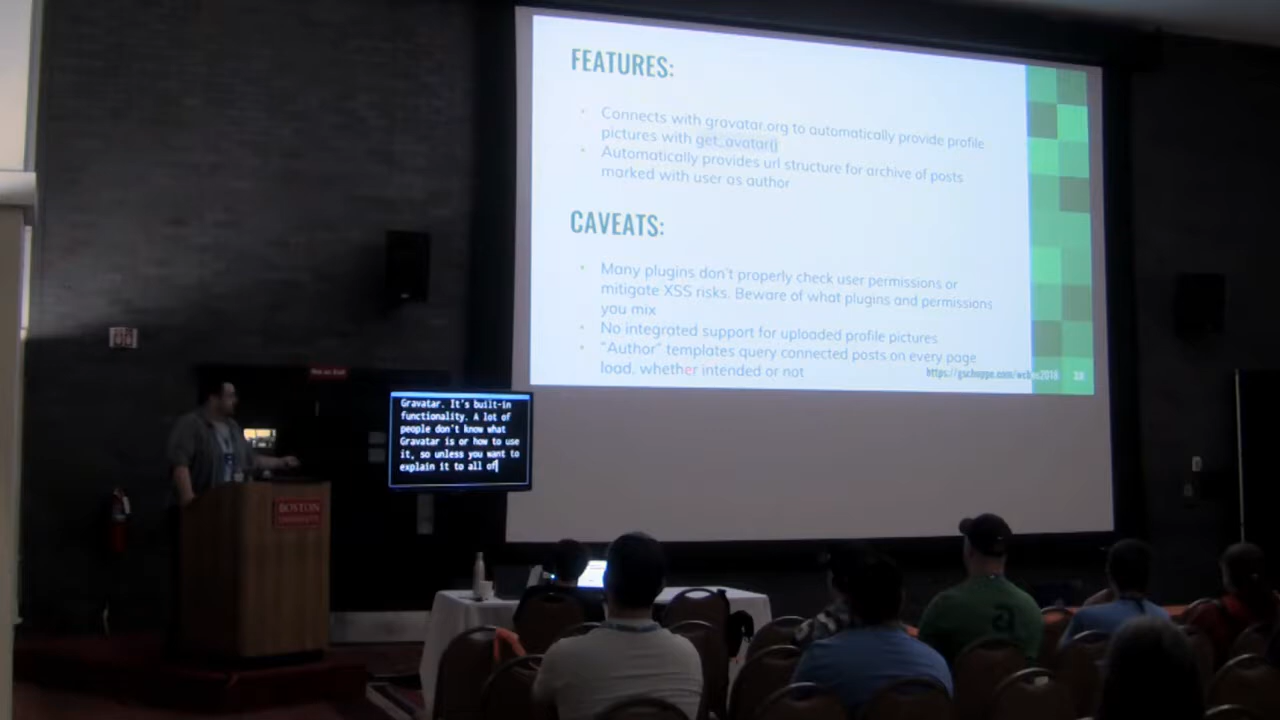 FEATURES:
Connects with gravatar.org to automatically provide profile
pictures with get_avatar()
Automatically provides url structure for archive of posts
marked with user as author
CAVEATS:
Many plugins don't properly check user permissions or
mitigate XSS risks. Beware of what plugins and permissions
you mix
No integrated support for uploaded profile pictures
"Author" templates query connected posts on every page
load, whether intended or not
38
Gravatar. It's built-in
functionality. A lot of
people don't know what
Gravatar is or how to use
it, so unless you want to
explain it to all of
BOSTON
UNIVERSITY